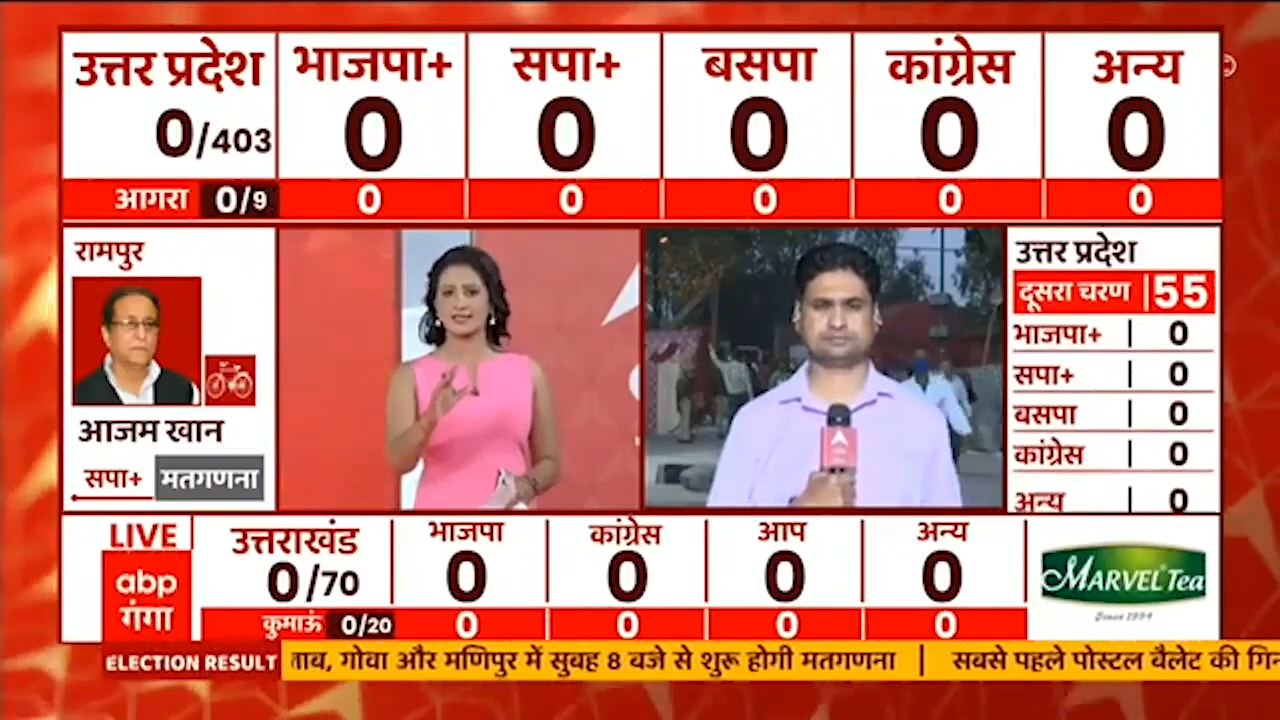 उत्तर प्रदेश भाजपा+ सपा+ बसपा कांग्रेस अन्य
0/403 0 0 0 0 0
आगरा 0/9 0 0 0 0 0
रामपुर
आजम खान
सपा+ मतगणना
उत्तर प्रदेश
दूसरा चरण 55
भाजपा+ 0
सपा+ 0
बसपा 0
कांग्रेस 0
अन्य 0
LIVE
abp
गंगा
उत्तराखंड भाजपा कांग्रेस आप अन्य
0/70 0 0 0 0
कुमाऊं 0/20 0 0 0 0
MARVEL Tea
Since 1994
ELECTION RESULT
गोवा और मणिपुर में सुबह 8 बजे से शुरू होगी मतगणना | सबसे पहले पोस्टल बैलेट की